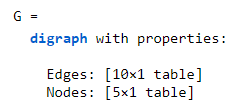 G =
digraph with properties:
Edges: [10×1 table]
Nodes: [5×1 table]